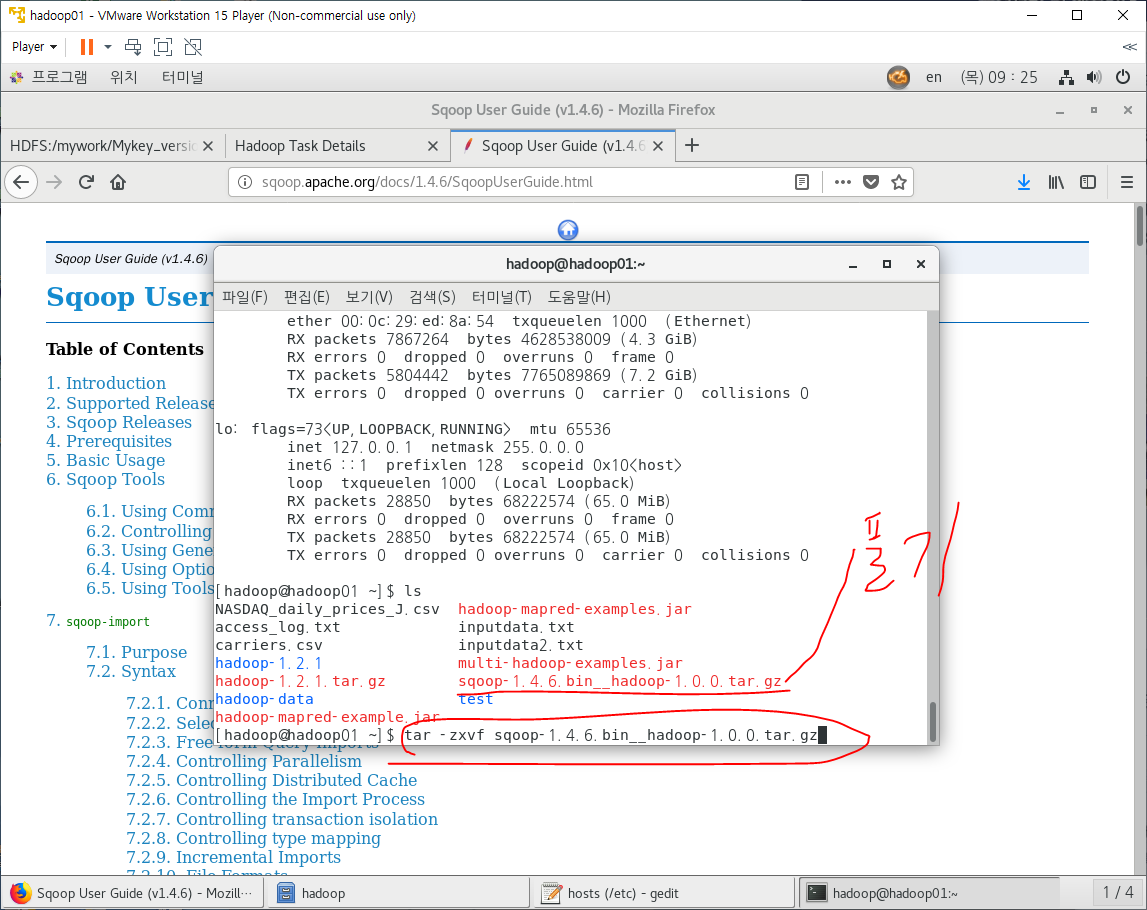 hadoop01 - VMware Workstation 15 Player (Non-commercial use only)
Player
프로그램 위치 터미널 en (목) 09 : 25
Sqoop User Guide (v1.4.6) - Mozilla Firefox
HDFS:/mywork/Mykey_versio Hadoop Task Details Sqoop User Guide (v1.4.6
sqoop.apache.org/docs/1.4.6/SqoopUserGuide.html
Sqoop User Guide (v1.4.6)
Sqoop User
Table of Contents
1. Introduction
2. Supported Release
3. Sqoop Releases
4. Prerequisites
5. Basic Usage
6. Sqoop Tools
6.1. Using Com
6.2. Controlling
6.3. Using Gene
6.4. Using Optio
6.5. Using Tools
7. sqoop-import
7.1. Purpose
7.2. Syntax
7.2.1. Conn
7.2.2. Selec
7.2.3. Free-form Query Imports
7.2.4. Controlling Parallelism
7.2.5. Controlling Distributed Cache
7.2.6. Controlling the Import Process
7.2.7. Controlling transaction isolation
7.2.8. Controlling type mapping
7.2.9. Incremental Imports
7.2.10. File Formats
hadoop@hadoop01:~
파일(F) 편집(E) 보기(V) 검색(S) 터미널(T) 도움말(H)
ether 00:0c:29:ed:8a:54 txqueuelen 1000 (Ethernet)
RX packets 7867264 bytes 4628538009 (4.3 GiB)
RX errors 0 dropped 0 overruns 0 frame 0
TX packets 5804442 bytes 7765089869 (7.2 GiB)
TX errors 0 dropped 0 overruns 0 carrier 0 collisions 0
lo: flags=73<UP,LOOPBACK,RUNNING> mtu 65536
inet 127.0.0.1 netmask 255.0.0.0
inet6 ::1 prefixlen 128 scopeid 0x10<host>
loop txqueuelen 1000 (Local Loopback)
RX packets 28850 bytes 68222574 (65.0 MiB)
RX errors 0 dropped 0 overruns 0 frame 0
TX packets 28850 bytes 68222574 (65.0 MiB)
TX errors 0 dropped 0 overruns 0 carrier 0 collisions 0
[hadoop@hadoop01 ~]$ ls
NASDAQ_daily_prices_J.csv hadoop-mapred-examples.jar
access_log.txt inputdata.txt
carriers.csv inputdata2.txt
hadoop-1.2.1 multi-hadoop-examples.jar
hadoop-1.2.1.tar.gz sqoop-1.4.6.bin__hadoop-1.0.0.tar.gz
hadoop-data test
hadoop-mapred-example.jar
[hadoop@hadoop01 ~]$ tar -zxvf sqoop-1.4.6.bin__hadoop-1.0.0.tar.gz
풀기
Sqoop User Guide (v1.4.6) - Mozill··· hadoop hosts (/etc) - gedit hadoop@hadoop01:~ 1 / 4